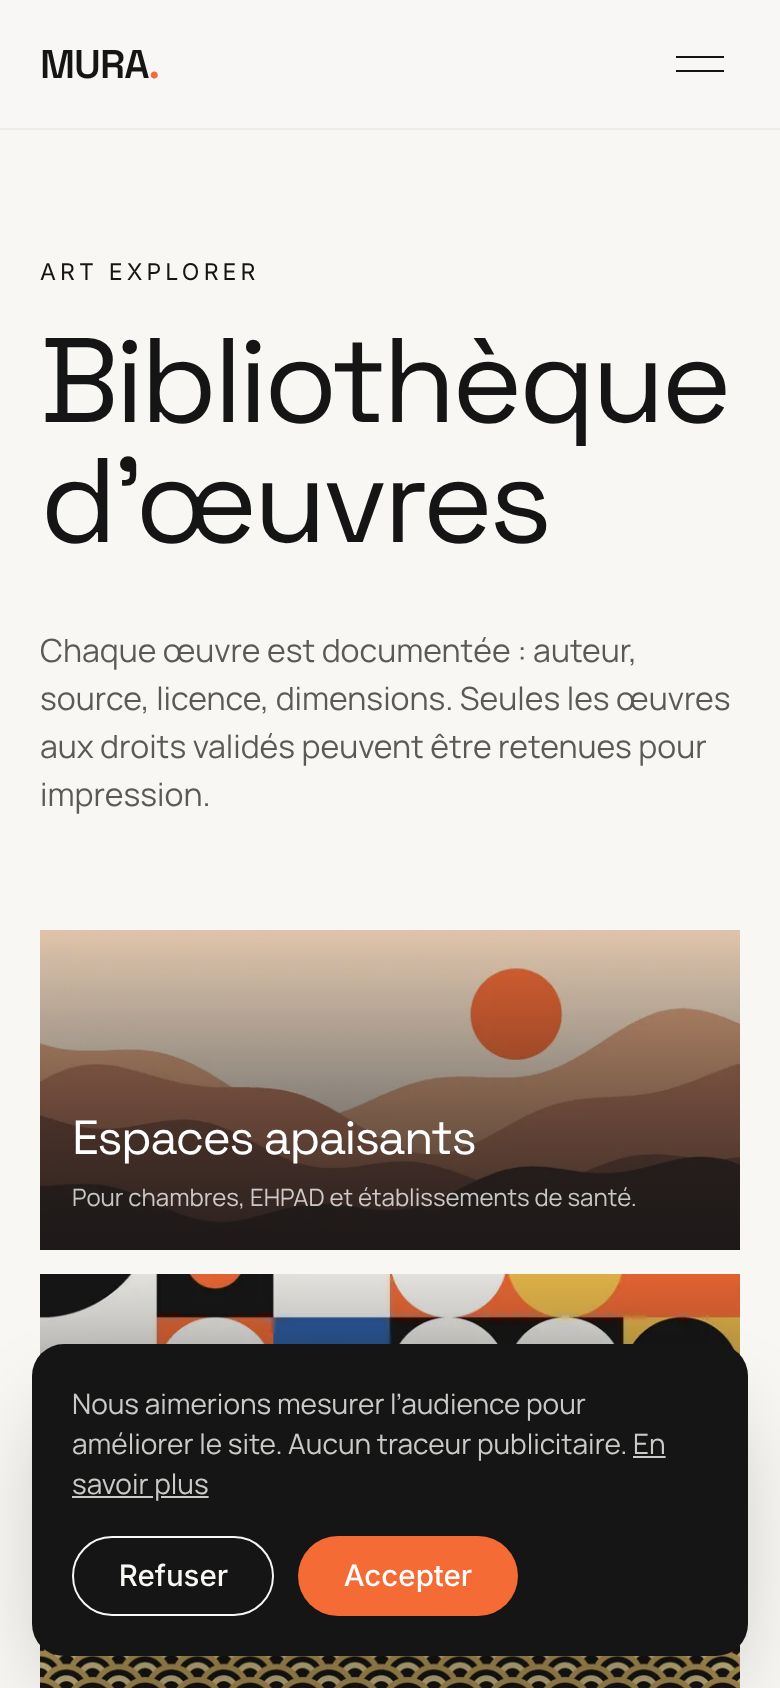 MURA.
ART EXPLORER
Bibliothèque
d’œuvres
Chaque œuvre est documentée : auteur,
source, licence, dimensions. Seules les œuvres
aux droits validés peuvent être retenues pour
impression.
Espaces apaisants
Pour chambres, EHPAD et établissements de santé.
Nous aimerions mesurer l’audience pour
améliorer le site. Aucun traceur publicitaire. En
savoir plus
Refuser
Accepter